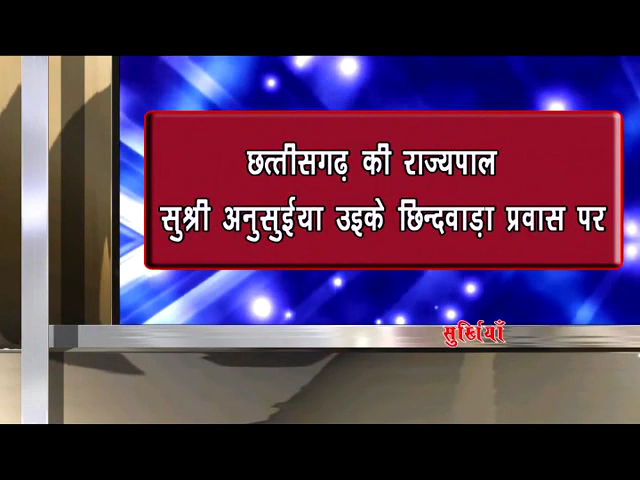 छत्तीसगढ़ की राज्यपाल
सुश्री अनुसुईया उइके छिन्दवाड़ा प्रवास पर
सुर्ख़ियाँ